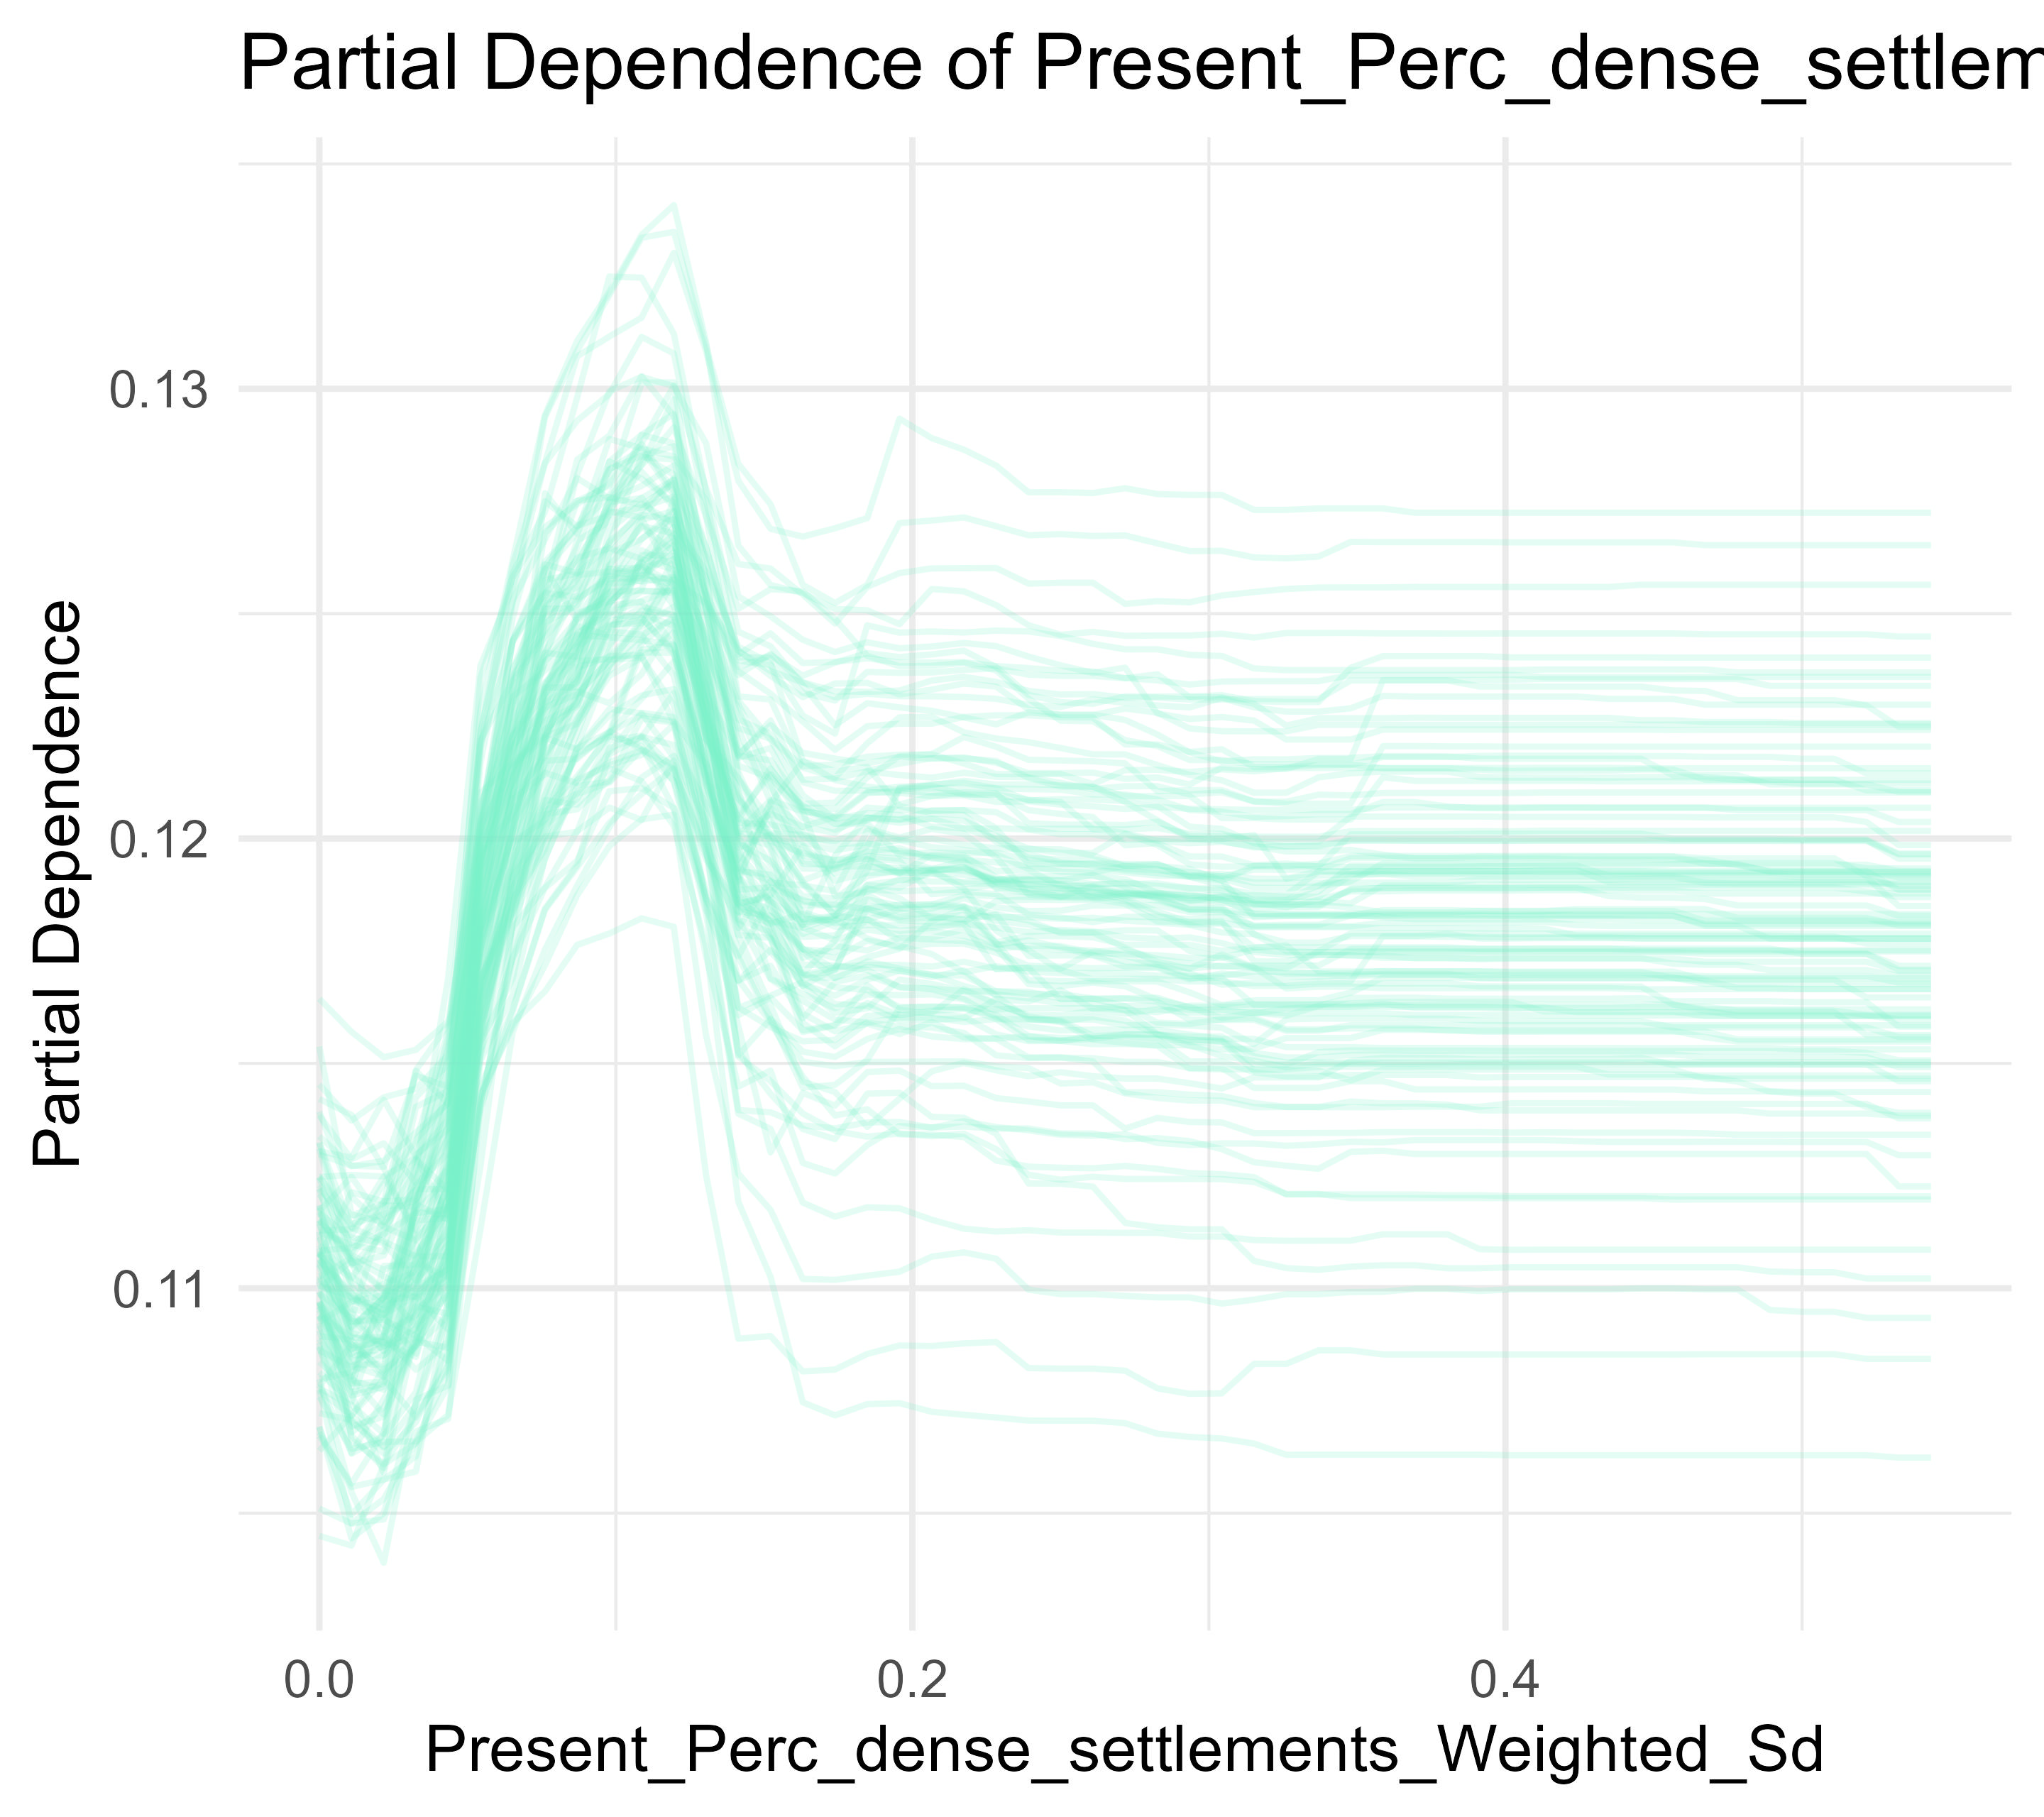 Partial Dependence of Present_Perc_dense_settlem
Partial Dependence
0.13
0.12
0.11
0.0 0.2 0.4
Present_Perc_dense_settlements_Weighted_Sd